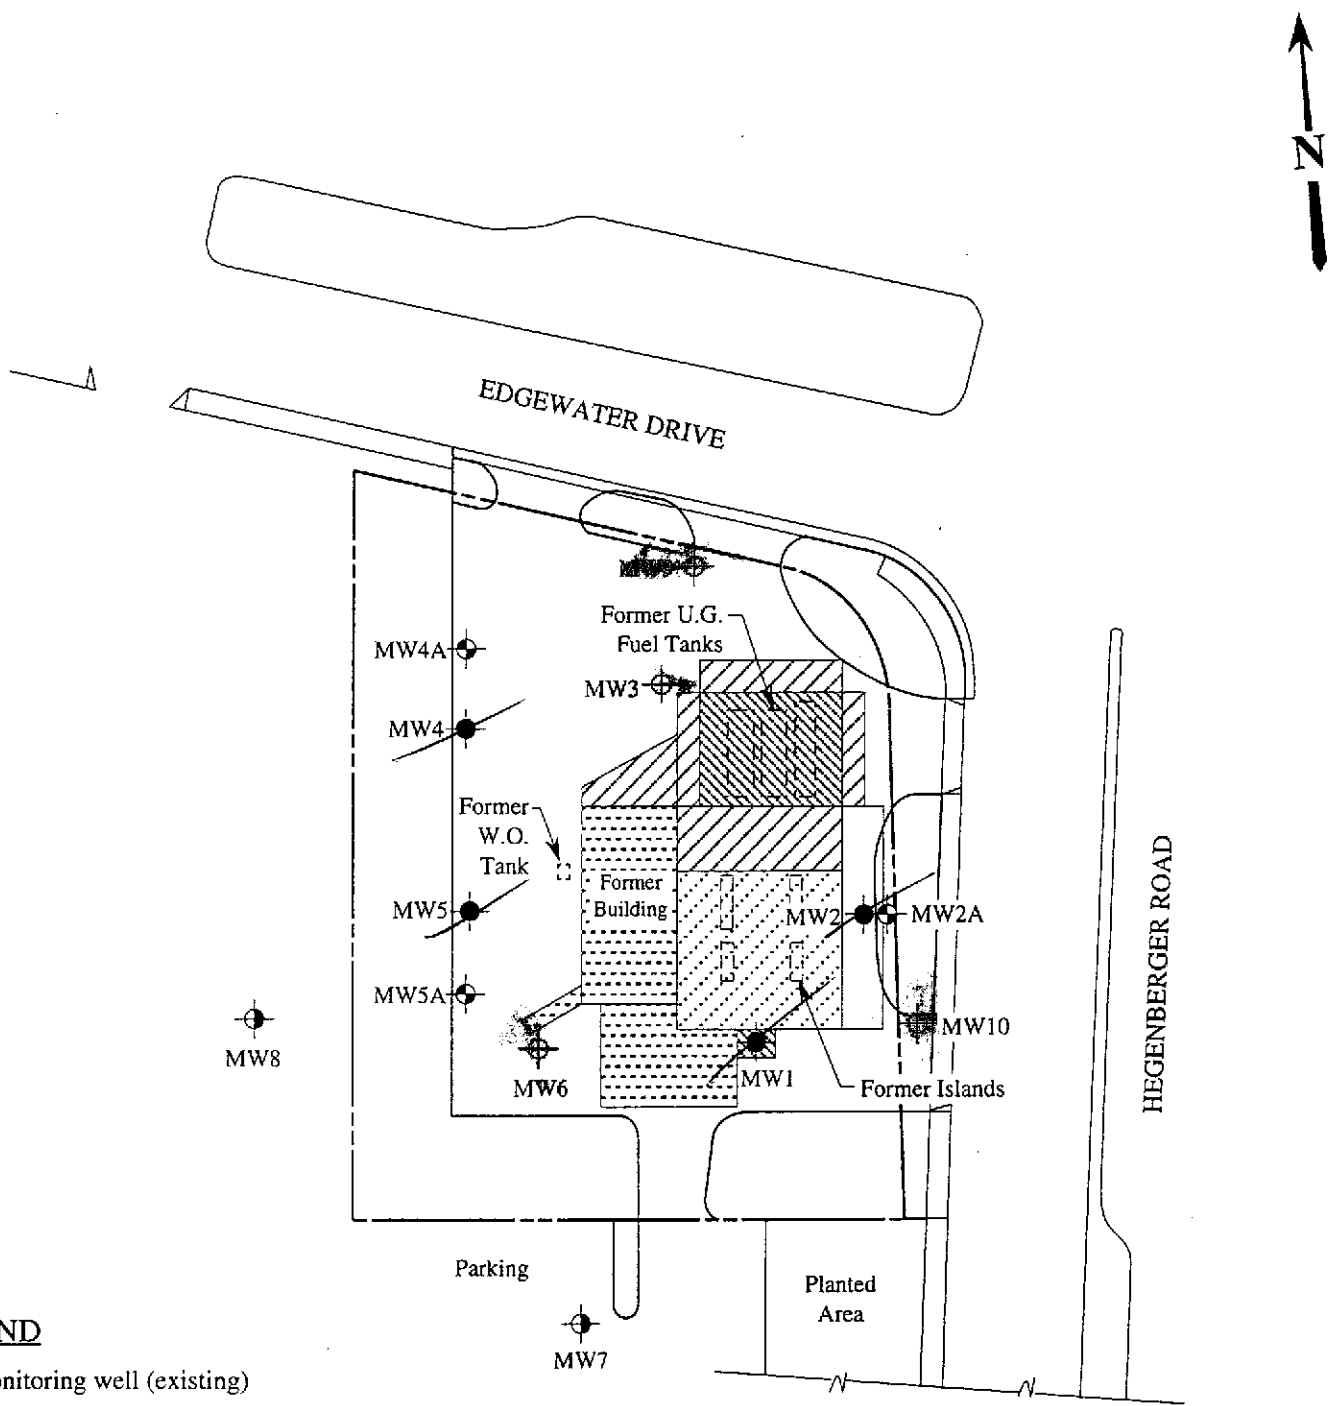 N
EDGEWATER DRIVE
Former U.G.
Fuel Tanks
MW4A
MW3
MW4
Former
W.O.
Tank
Former
Building
MW5
MW2
MW2A
HEGENBERGER ROAD
MW5A
MW10
MW8
MW6
MW1
Former Islands
Parking
Planted
Area
MW7
ND
nitoring well (existing)